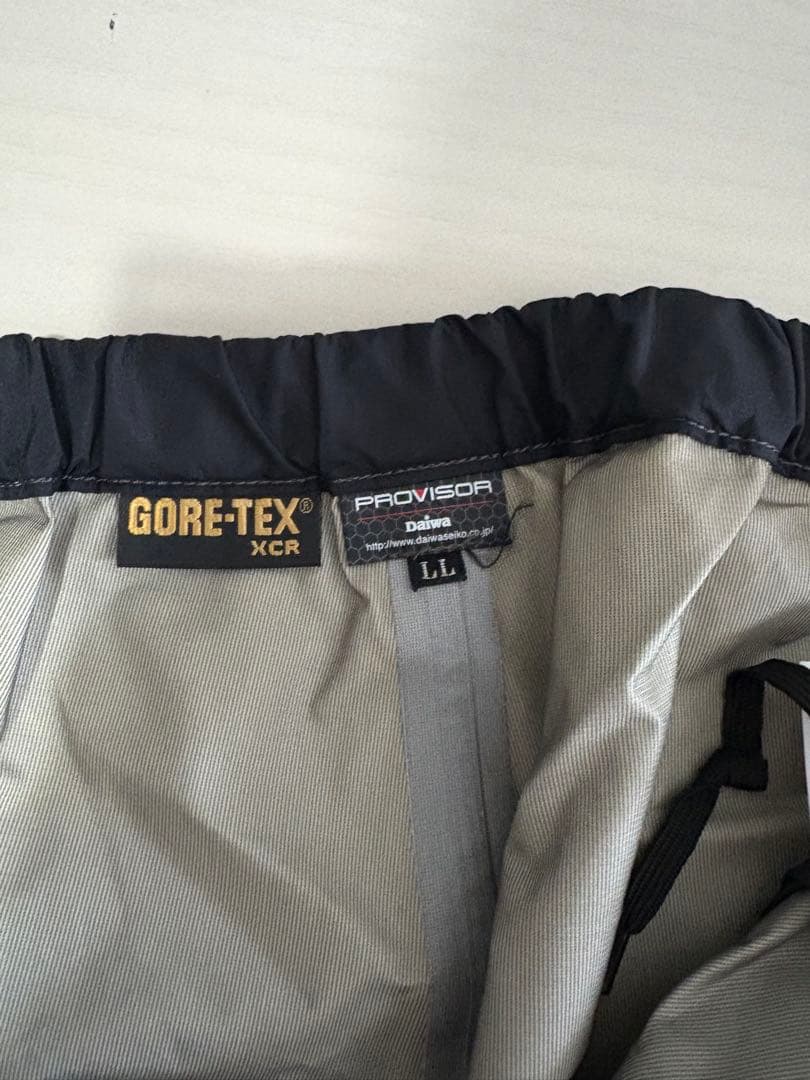 GORE-TEX®
XCR
PROVISOR
Daiwa
http://www.daiwaseiko.co.jp/
LL